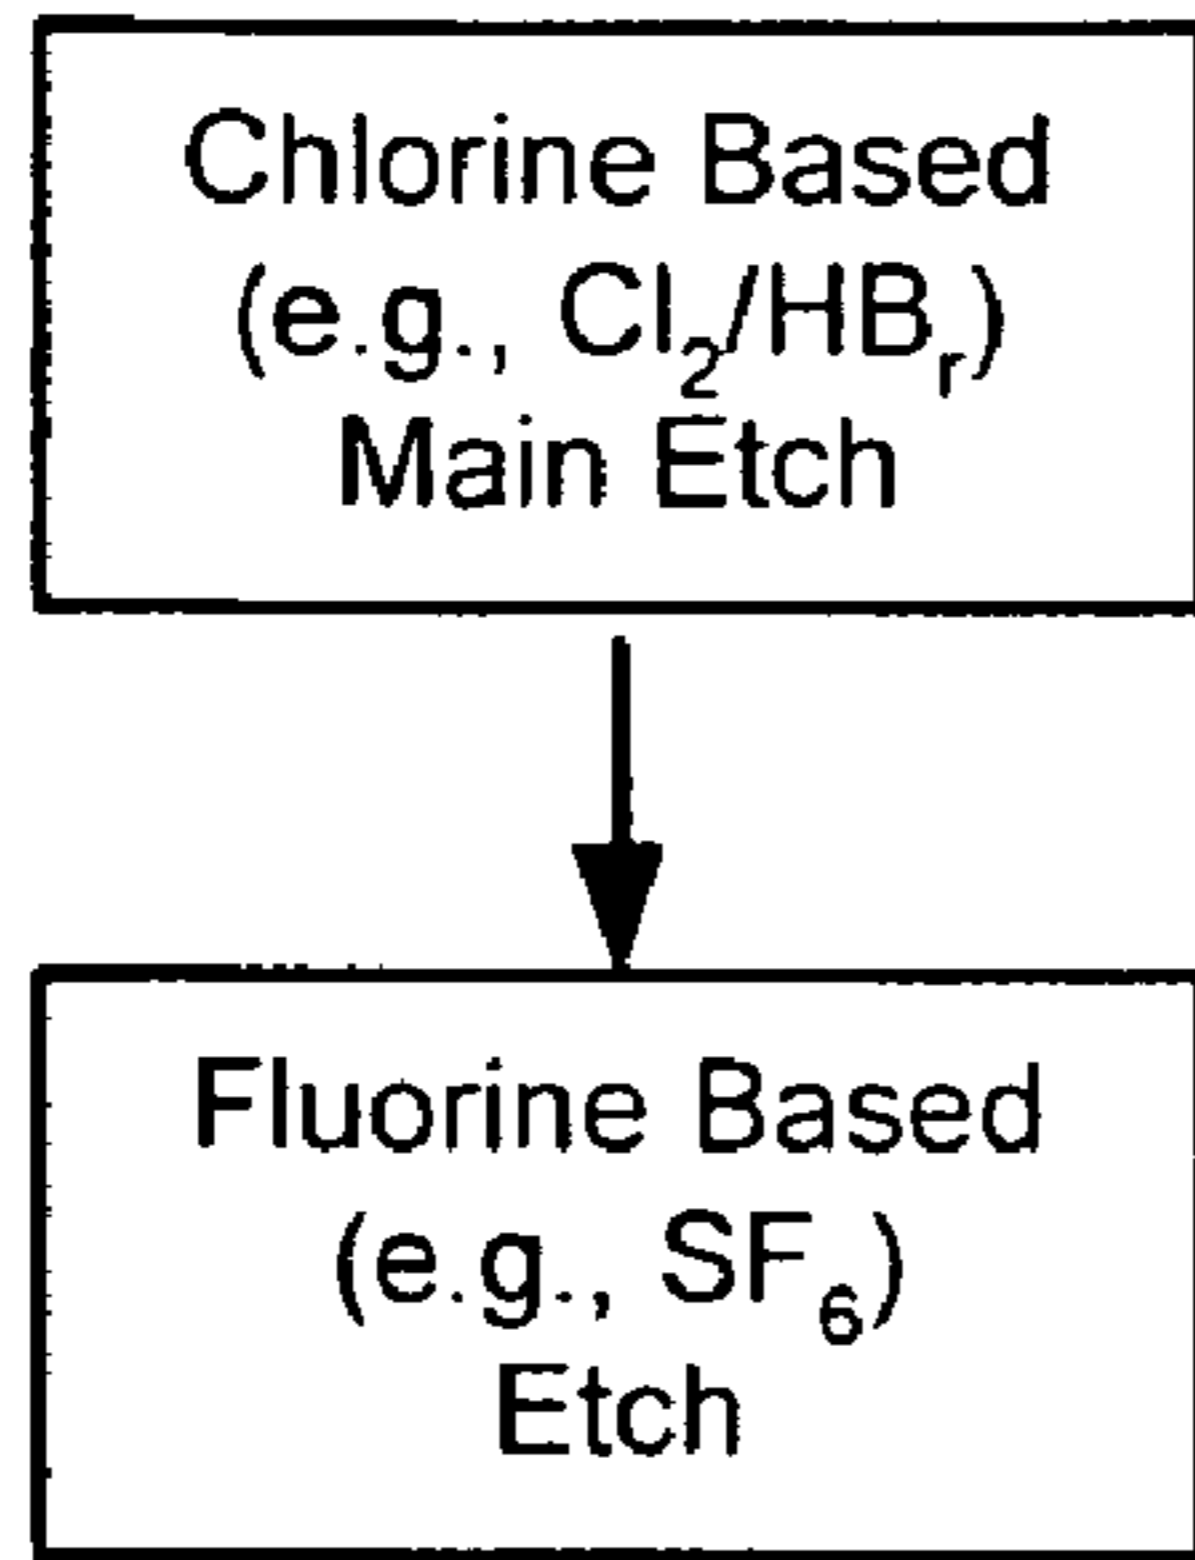 Chlorine Based
(e.g., Cl₂/HBᵣ)
Main Etch
Fluorine Based
(e.g., SF₆)
Etch